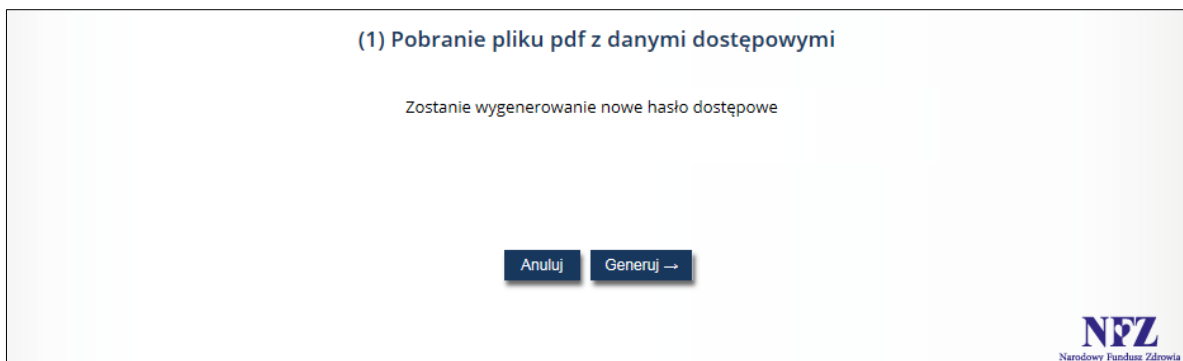 (1) Pobranie pliku pdf z danymi dostępowymi
Zostanie wygenerowanie nowe hasło dostępowe
Anuluj Generuj →
NFZ
Narodowy Fundusz Zdrowia